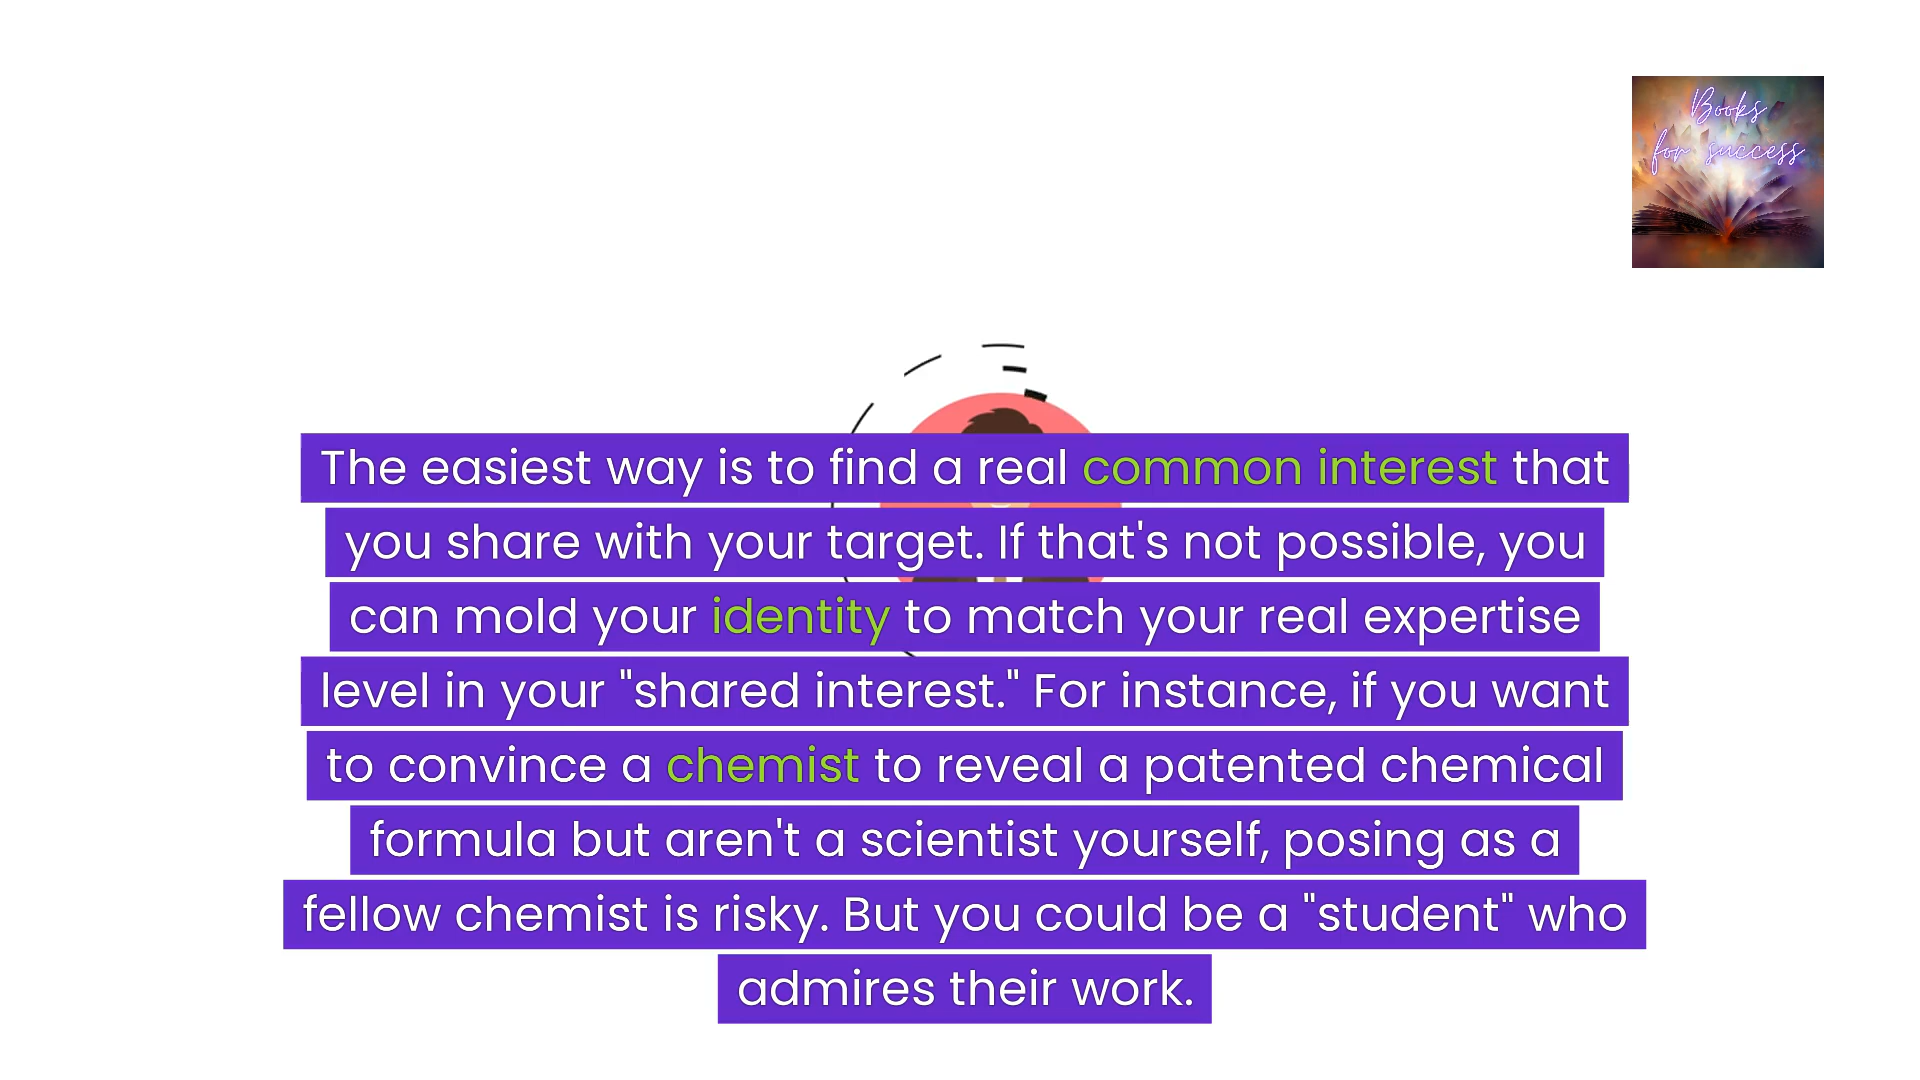 Books
for success
The easiest way is to find a real common interest that
you share with your target. If that's not possible, you
can mold your identity to match your real expertise
level in your "shared interest." For instance, if you want
to convince a chemist to reveal a patented chemical
formula but aren't a scientist yourself, posing as a
fellow chemist is risky. But you could be a "student" who
admires their work.